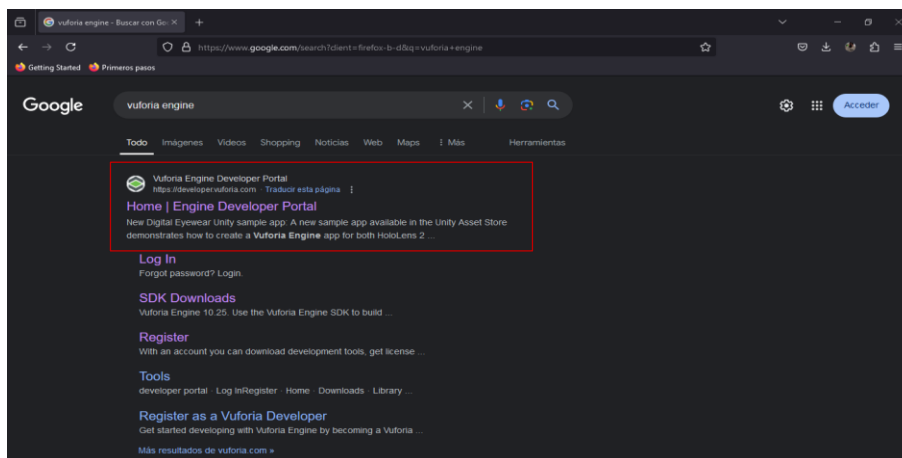 vuforia engine - Buscar con Go
https://www.google.com/search?client=firefox-b-d&q=vuforia+engine
Getting Started Primeros pasos
Google
vuforia engine
Acceder
Todo Imágenes Videos Shopping Noticias Web Maps Más Herramientas
Vuforia Engine Developer Portal
https://developer.vuforia.com · Traducir esta página
Home | Engine Developer Portal
New Digital Eyewear Unity sample app: A new sample app available in the Unity Asset Store
demonstrates how to create a Vuforia Engine app for both HoloLens 2 ...
Log In
Forgot password? Login.
SDK Downloads
Vuforia Engine 10.25. Use the Vuforia Engine SDK to build ...
Register
With an account you can download development tools, get license ...
Tools
developer portal · Log InRegister · Home · Downloads · Library ...
Register as a Vuforia Developer
Get started developing with Vuforia Engine by becoming a Vuforia ...
Más resultados de vuforia.com »